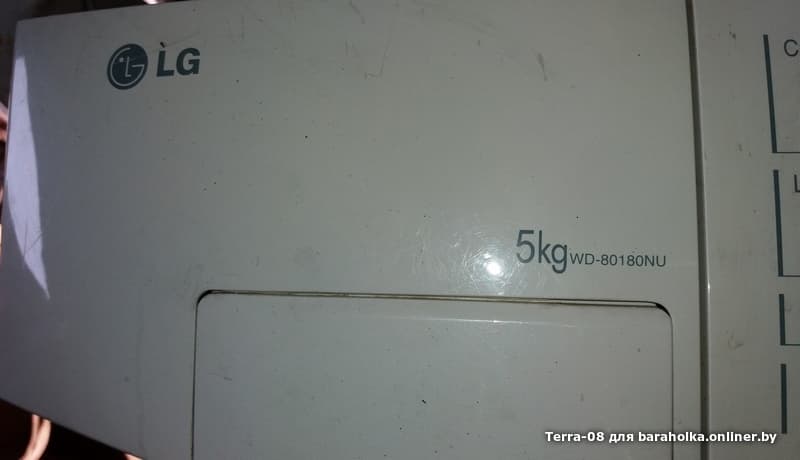 LG
C
L
5kg WD-80180NU
Terra-08 для baraholka.onliner.by